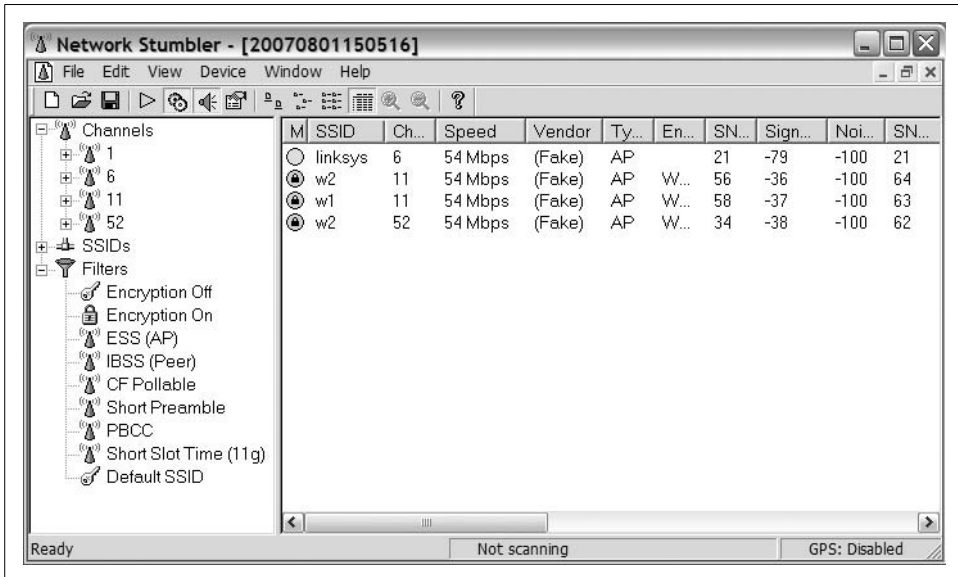 Network Stumbler - [20070801150516]
File Edit View Device Window Help
Channels
1
6
11
52
SSIDs
Filters
Encryption Off
Encryption On
ESS (AP)
IBSS (Peer)
CF Pollable
Short Preamble
PBCC
Short Slot Time (11g)
Default SSID
M SSID Ch... Speed Vendor Ty... En... SN... Sign... Noi... SN...
linksys 6 54 Mbps (Fake) AP 21 -79 -100 21
w2 11 54 Mbps (Fake) AP W... 56 -36 -100 64
w1 11 54 Mbps (Fake) AP W... 58 -37 -100 63
w2 52 54 Mbps (Fake) AP W... 34 -38 -100 62
Ready Not scanning GPS: Disabled